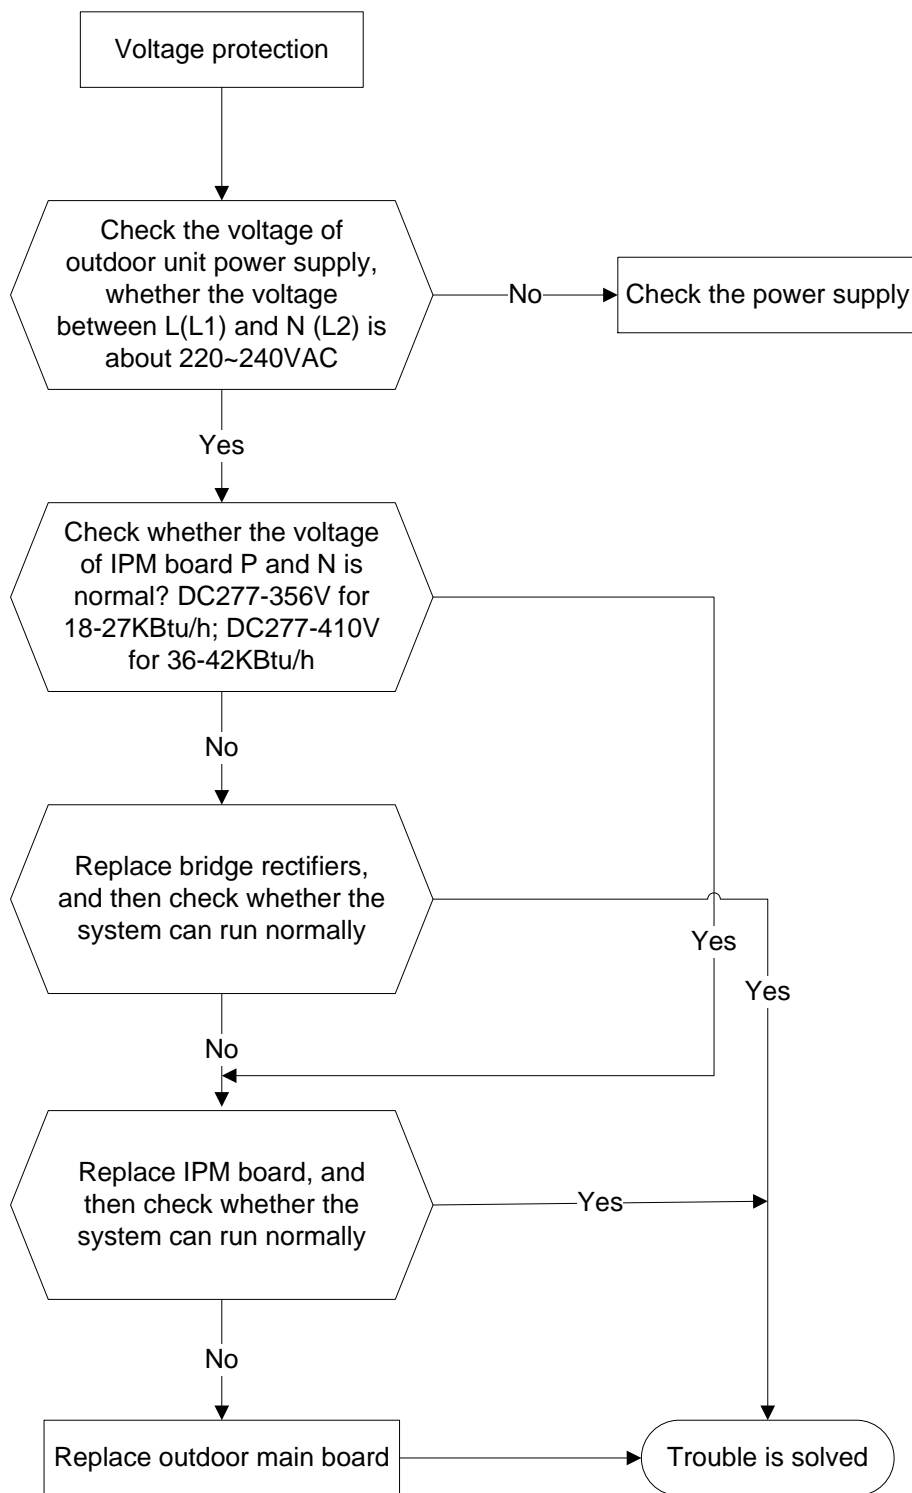 Voltage protection
Check the voltage of
outdoor unit power supply,
whether the voltage
between L(L1) and N (L2) is
about 220~240VAC
No
Check the power supply
Yes
Check whether the voltage
of IPM board P and N is
normal? DC277-356V for
18-27KBtu/h; DC277-410V
for 36-42KBtu/h
No
Replace bridge rectifiers,
and then check whether the
system can run normally
Yes
Yes
No
Replace IPM board, and
then check whether the
system can run normally
Yes
No
Replace outdoor main board
Trouble is solved